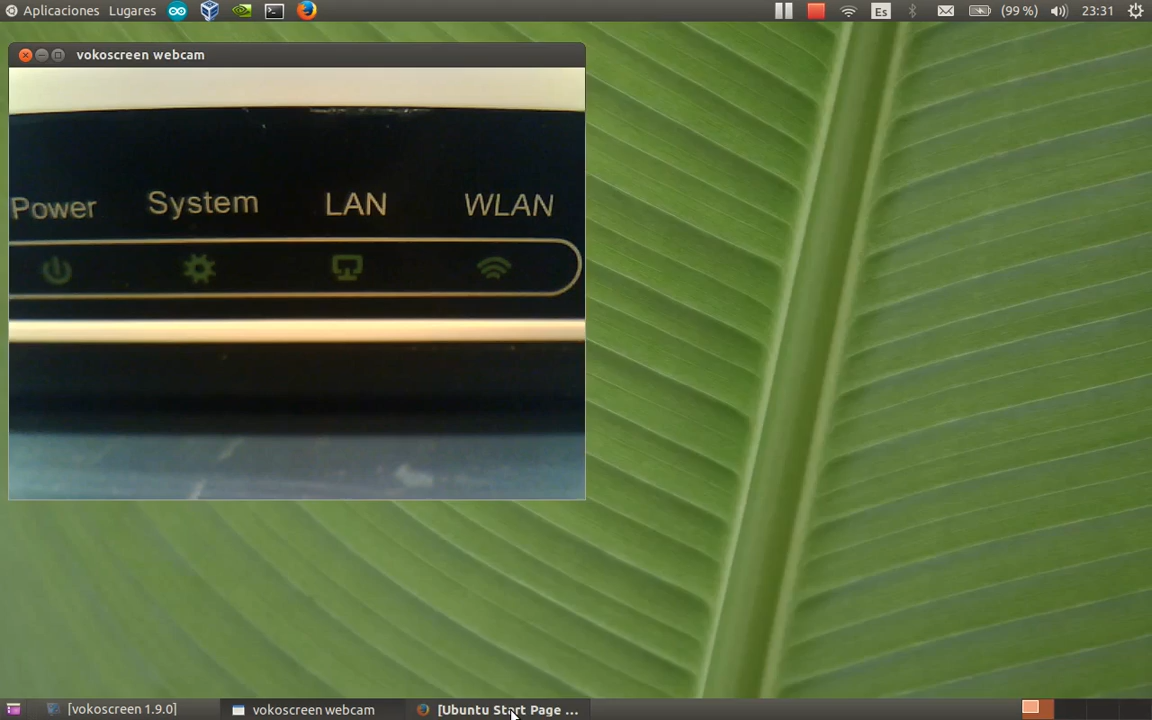 Aplicaciones Lugares Es (99 %) 23:31
vokoscreen webcam
Power System LAN WLAN
[vokoscreen 1.9.0] vokoscreen webcam [Ubuntu Start Page ...